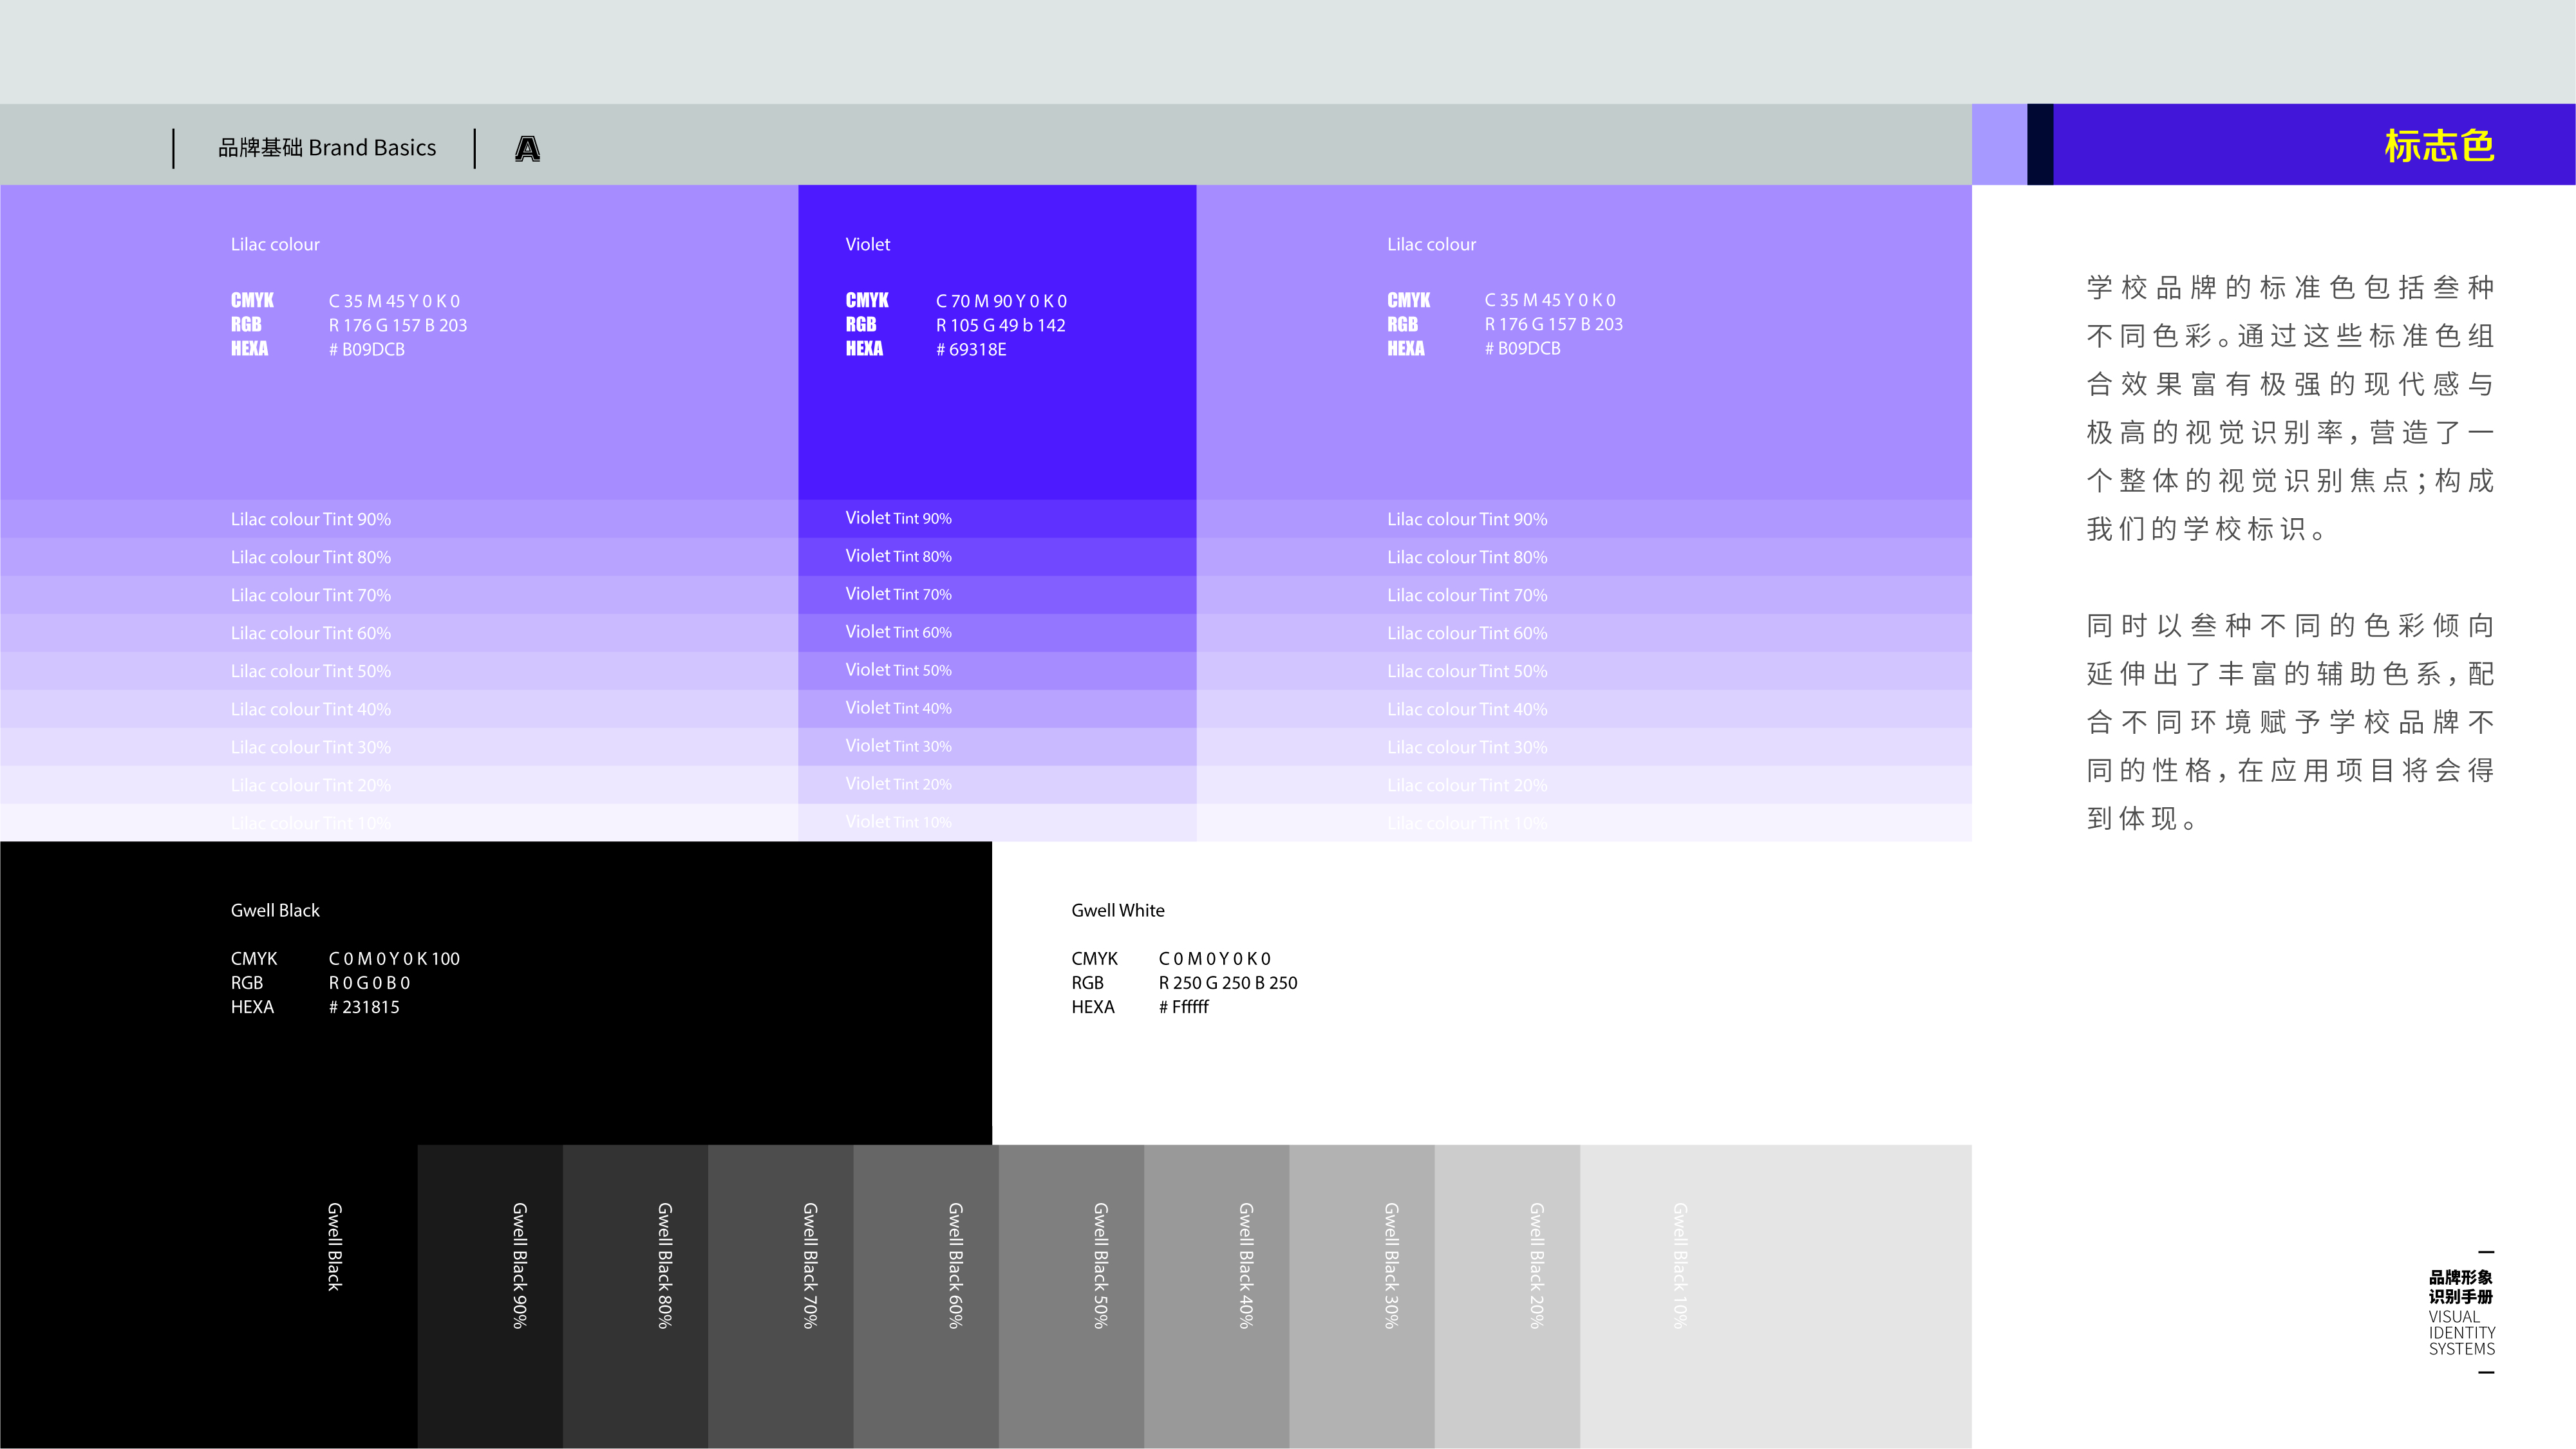 品牌基础 Brand Basics
A
标志色
Lilac colour
CMYK C 35 M 45 Y 0 K 0
RGB R 176 G 157 B 203
HEXA # B09DCB
Violet
CMYK C 70 M 90 Y 0 K 0
RGB R 105 G 49 b 142
HEXA # 69318E
Lilac colour
CMYK C 35 M 45 Y 0 K 0
RGB R 176 G 157 B 203
HEXA # B09DCB
Lilac colour Tint 90%
Lilac colour Tint 80%
Lilac colour Tint 70%
Lilac colour Tint 60%
Lilac colour Tint 50%
Lilac colour Tint 40%
Lilac colour Tint 30%
Lilac colour Tint 20%
Lilac colour Tint 10%
Violet Tint 90%
Violet Tint 80%
Violet Tint 70%
Violet Tint 60%
Violet Tint 50%
Violet Tint 40%
Violet Tint 30%
Violet Tint 20%
Violet Tint 10%
Lilac colour Tint 90%
Lilac colour Tint 80%
Lilac colour Tint 70%
Lilac colour Tint 60%
Lilac colour Tint 50%
Lilac colour Tint 40%
Lilac colour Tint 30%
Lilac colour Tint 20%
Lilac colour Tint 10%
Gwell Black
CMYK C 0 M 0 Y 0 K 100
RGB R 0 G 0 B 0
HEXA # 231815
Gwell White
CMYK C 0 M 0 Y 0 K 0
RGB R 250 G 250 B 250
HEXA # Ffffff
Gwell Black
Gwell Black 90%
Gwell Black 80%
Gwell Black 70%
Gwell Black 60%
Gwell Black 50%
Gwell Black 40%
Gwell Black 30%
Gwell Black 20%
Gwell Black 10%
学校品牌的标准色包括叁种
不同色彩。通过这些标准色组
合效果富有极强的现代感与
极高的视觉识别率，营造了一
个整体的视觉识别焦点；构成
我们的学校标识。
同时以叁种不同的色彩倾向
延伸出了丰富的辅助色系，配
合不同环境赋予学校品牌不
同的性格，在应用项目将会得
到体现。
品牌形象
识别手册
VISUAL
IDENTITY
SYSTEMS